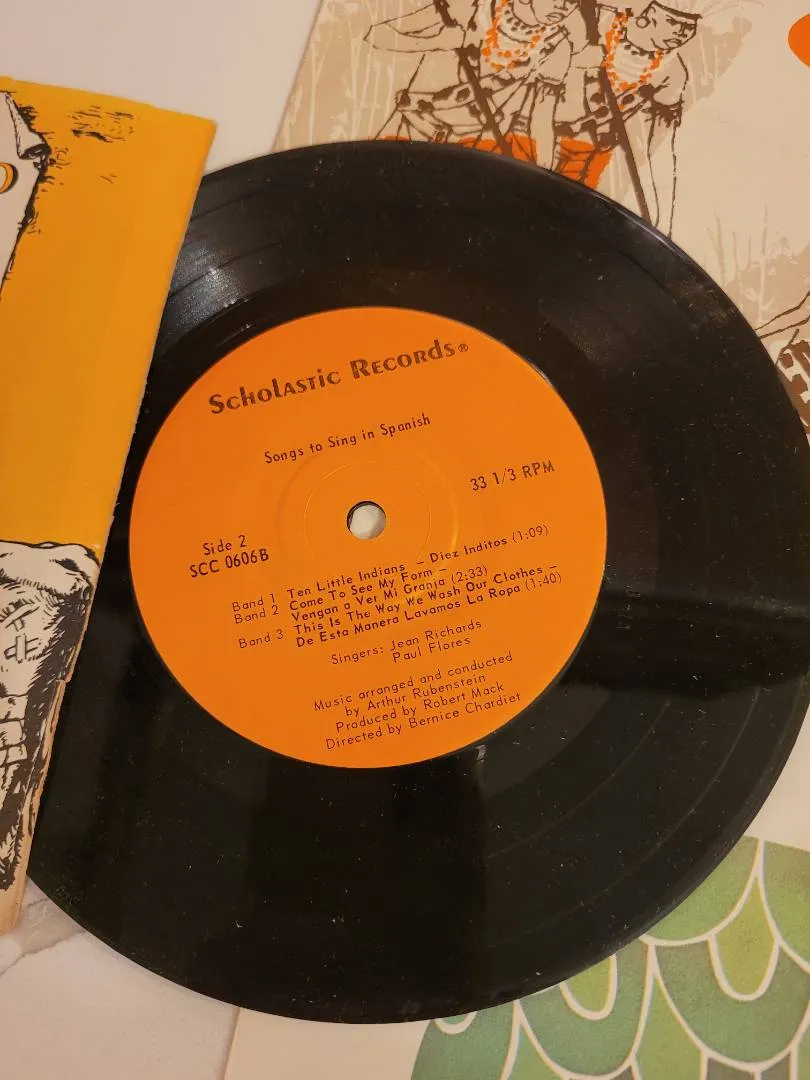 Scholastic Records®
Songs to Sing in Spanish
33 1/3 RPM
Side 2
SCC 0606B
Band 1 Ten Little Indians – Diez Inditos (1:09)
Band 2 Come To See My Farm –
Vengan a Ver Mi Granja (2:33)
Band 3 This Is The Way We Wash Our Clothes –
De Esta Manera Lavamos La Ropa (1:40)
Singers: Jean Richards
Paul Flores
Music arranged and conducted
by Arthur Rubenstein
Produced by Robert Mack
Directed by Bernice Chardiet